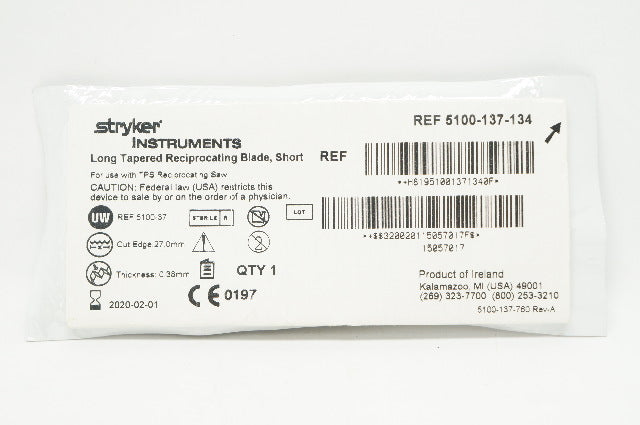 stryker
INSTRUMENTS
REF 5100-137-134
Long Tapered Reciprocating Blade, Short REF
For use with TPS Reciprocating Saw
CAUTION: Federal law (USA) restricts this
device to sale by or on the order of a physician.
UW REF 5100-37 STERILE R LOT
Cut Edge: 27.0mm
Thickness: 0.38mm QTY 1
2020-02-01 CE 0197
**H61951001371340F*
15057017
Product of Ireland
Kalamazoo, MI (USA) 49001
(269) 323-7700 (800) 253-3210
5100-137-760 Rev-A